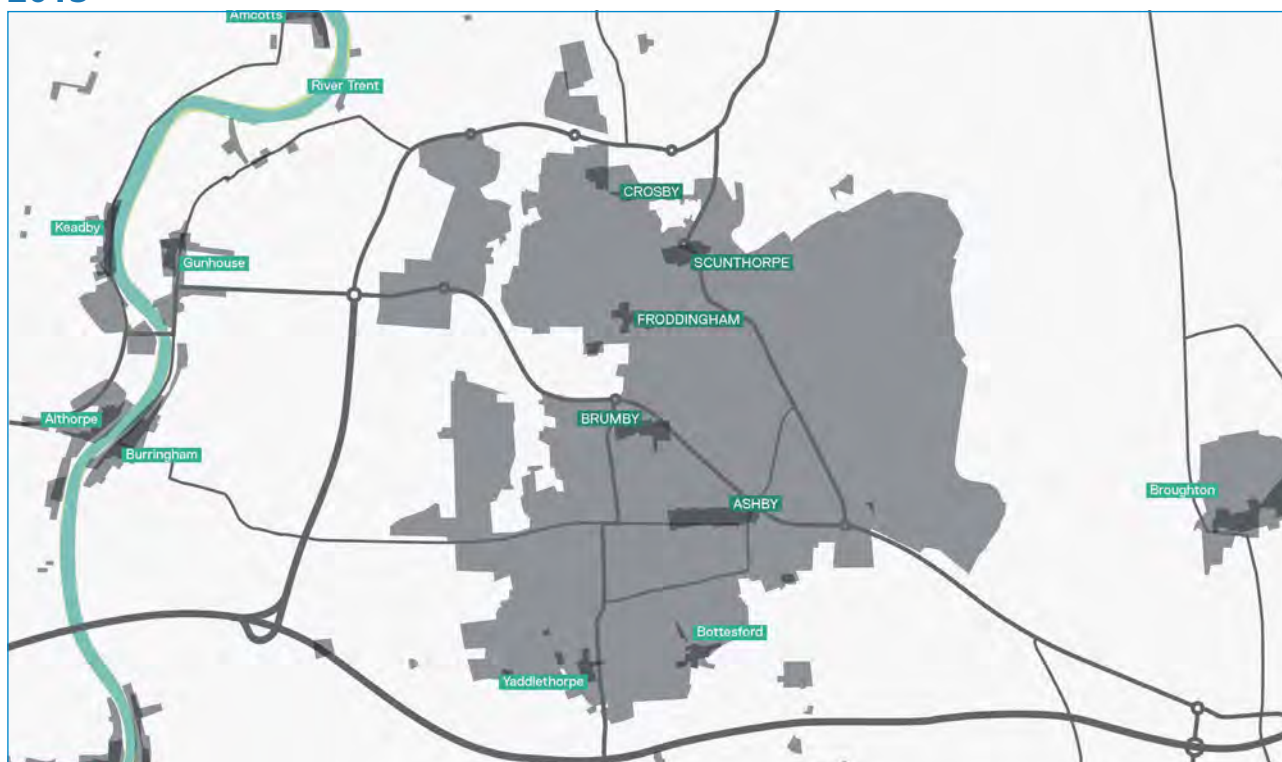 Amcotts
River Trent
CROSBY
Keadby
Gunhouse
SCUNTHORPE
FRODDINGHAM
Althorpe
BRUMBY
Burringham
Broughton
ASHBY
Bottesford
Yaddlethorpe